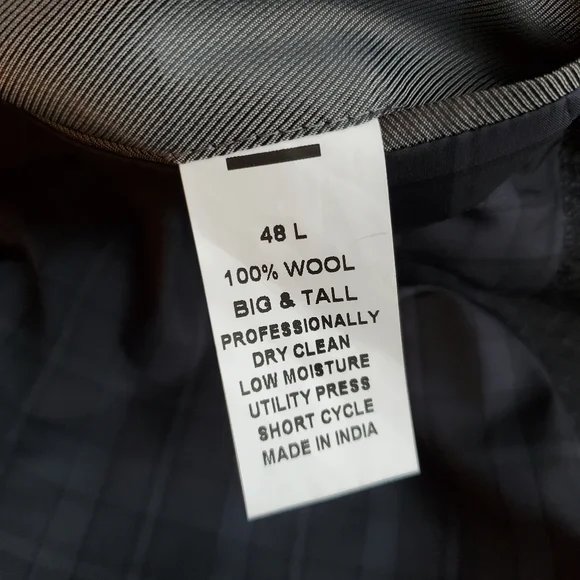 48 L
100% WOOL
BIG & TALL
PROFESSIONALLY
DRY CLEAN
LOW MOISTURE
UTILITY PRESS
SHORT CYCLE
MADE IN INDIA